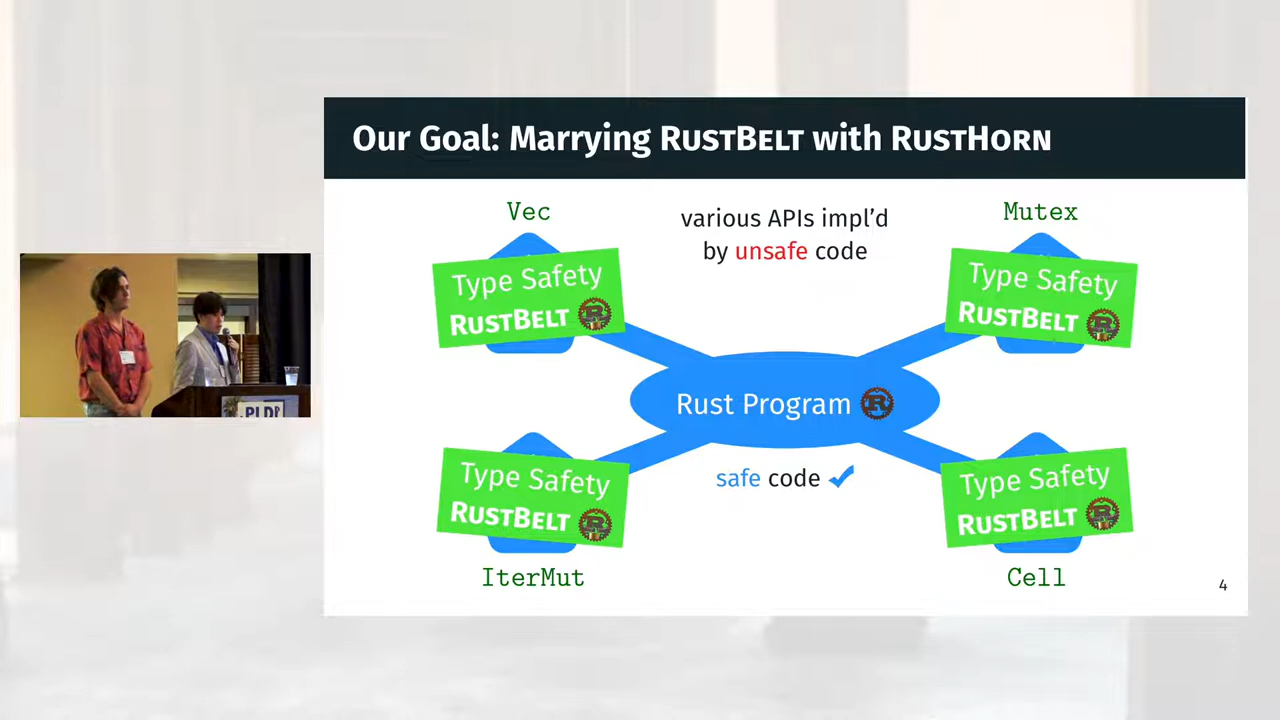 Our Goal: Marrying RUSTBELT with RUSTHORN
Vec
various APIs impl'd
by unsafe code
Mutex
Type Safety
RUSTBELT
Type Safety
RUSTBELT
Rust Program
safe code ✔
Type Safety
RUSTBELT
Type Safety
RUSTBELT
IterMut
Cell
4
PLDI